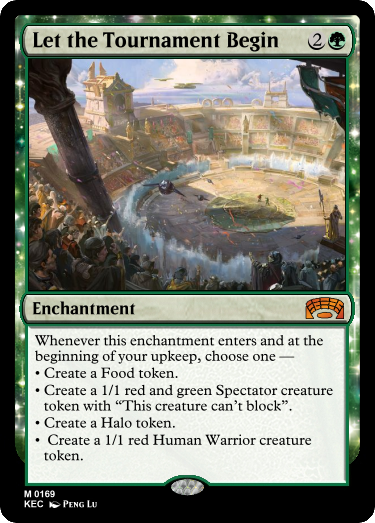 Let the Tournament Begin 2
Enchantment
Whenever this enchantment enters and at the
beginning of your upkeep, choose one —
• Create a Food token.
• Create a 1/1 red and green Spectator creature
token with “This creature can't block”.
• Create a Halo token.
• Create a 1/1 red Human Warrior creature
token.
M 0169
KEC Peng Lu